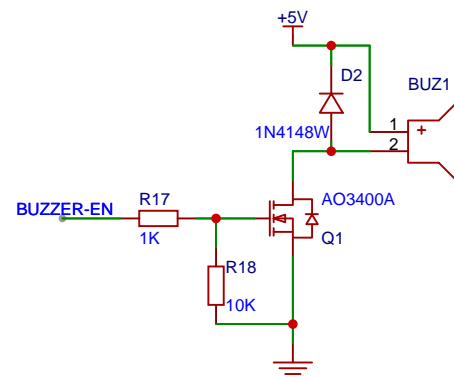 +5V
D2
BUZ1
1N4148W
1
+
2
R17
AO3400A
BUZZER-EN
1K
Q1
R18
10K